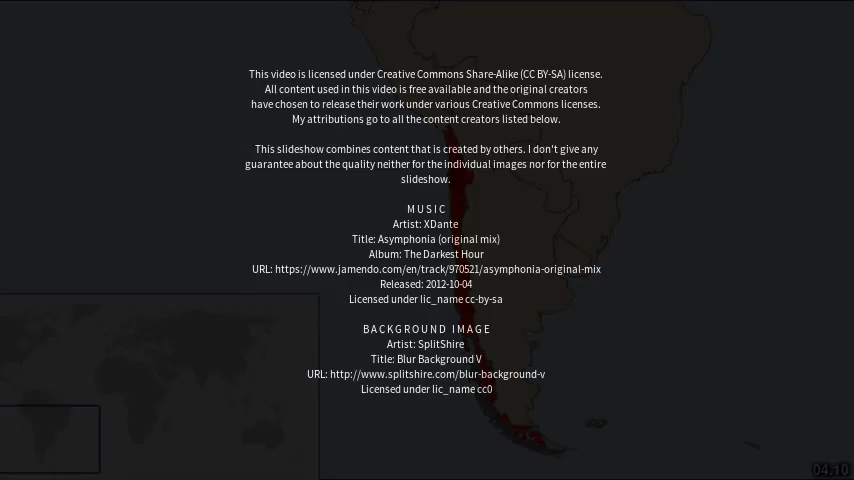 This video is licensed under Creative Commons Share-Alike (CC BY-SA) license.
All content used in this video is free available and the original creators
have chosen to release their work under various Creative Commons licenses.
My attributions go to all the content creators listed below.
This slideshow combines content that is created by others. I don't give any
guarantee about the quality neither for the individual images nor for the entire
slideshow.
MUSIC
Artist: XDante
Title: Asymphonia (original mix)
Album: The Darkest Hour
URL: https://www.jamendo.com/en/track/970521/asymphonia-original-mix
Released: 2012-10-04
Licensed under lic_name cc-by-sa
BACKGROUND IMAGE
Artist: SplitShire
Title: Blur Background V
URL: http://www.splitshire.com/blur-background-v
Licensed under lic_name cc0
04.10